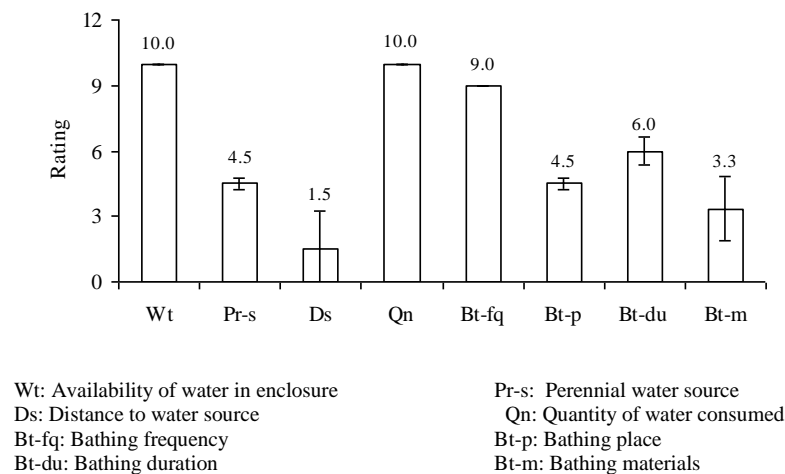 12
10.0
10.0
9.0
9
Rating
6.0
6
4.5
4.5
3.3
3
1.5
0
Wt Pr-s Ds Qn Bt-fq Bt-p Bt-du Bt-m
Wt: Availability of water in enclosure
Pr-s: Perennial water source
Ds: Distance to water source
Qn: Quantity of water consumed
Bt-fq: Bathing frequency
Bt-p: Bathing place
Bt-du: Bathing duration
Bt-m: Bathing materials